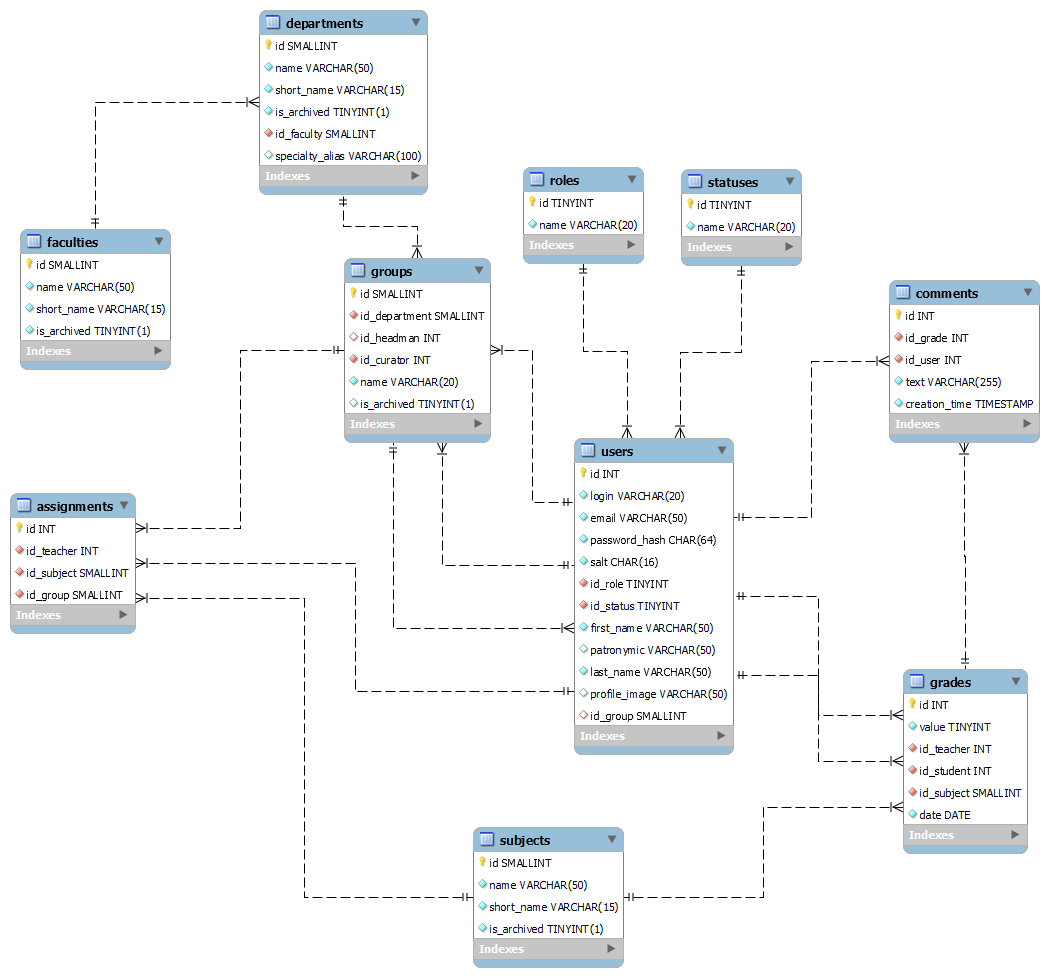 departments
id SMALLINT
name VARCHAR(50)
short_name VARCHAR(15)
is_archived TINYINT(1)
id_faculty SMALLINT
specialty_alias VARCHAR(100)
Indexes
faculties
id SMALLINT
name VARCHAR(50)
short_name VARCHAR(15)
is_archived TINYINT(1)
Indexes
groups
id SMALLINT
id_department SMALLINT
id_headman INT
id_curator INT
name VARCHAR(20)
is_archived TINYINT(1)
Indexes
roles
id TINYINT
name VARCHAR(20)
Indexes
statuses
id TINYINT
name VARCHAR(20)
Indexes
comments
id INT
id_grade INT
id_user INT
text VARCHAR(255)
creation_time TIMESTAMP
Indexes
users
id INT
login VARCHAR(20)
email VARCHAR(50)
password_hash CHAR(64)
salt CHAR(16)
id_role TINYINT
id_status TINYINT
first_name VARCHAR(50)
patronymic VARCHAR(50)
last_name VARCHAR(50)
profile_image VARCHAR(50)
id_group SMALLINT
Indexes
assignments
id INT
id_teacher INT
id_subject SMALLINT
id_group SMALLINT
Indexes
grades
id INT
value TINYINT
id_teacher INT
id_student INT
id_subject SMALLINT
date DATE
Indexes
subjects
id SMALLINT
name VARCHAR(50)
short_name VARCHAR(15)
is_archived TINYINT(1)
Indexes